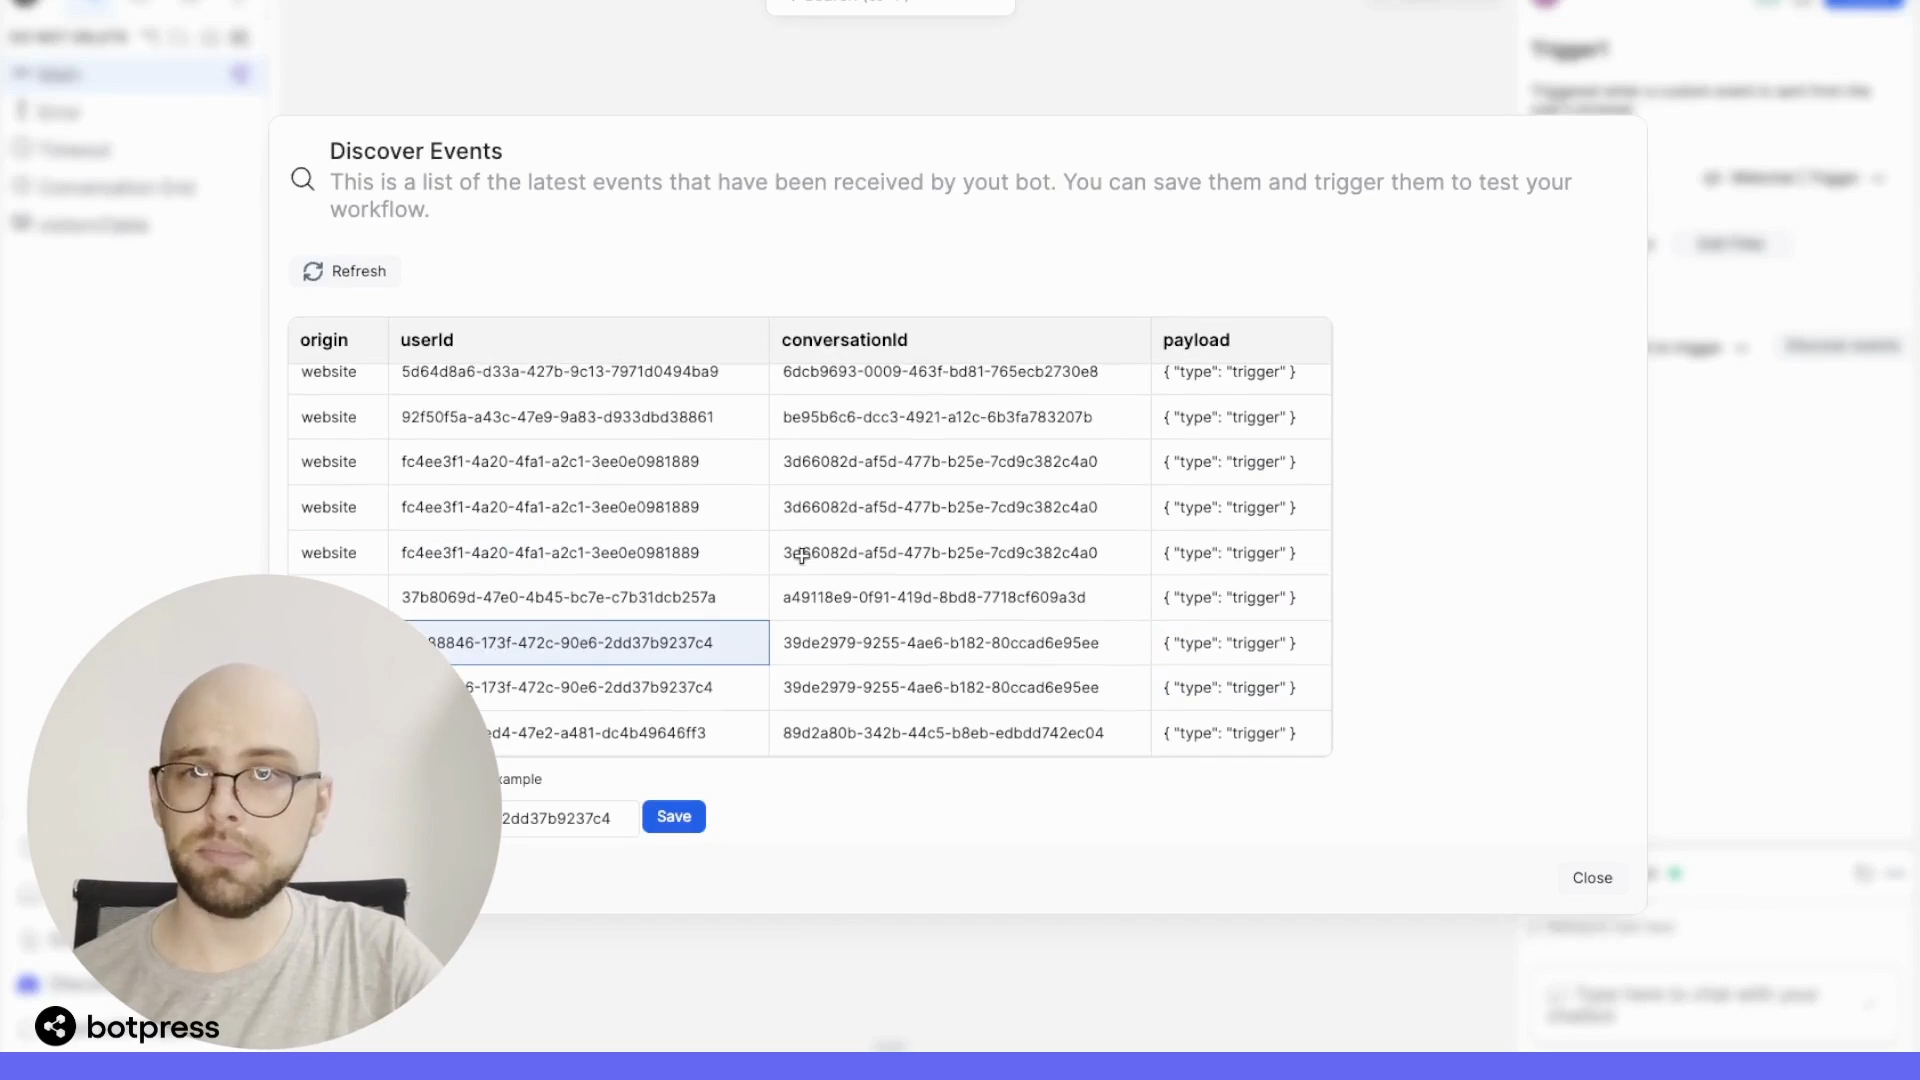 Discover Events
This is a list of the latest events that have been received by yout bot. You can save them and trigger them to test your
workflow.
Refresh
origin userId conversationId payload
website 5d64d8a6-d33a-427b-9c13-7971d0494ba9 6dcb9693-0009-463f-bd81-765ecb2730e8 { "type": "trigger" }
website 92f50f5a-a43c-47e9-9a83-d933dbd38861 be95b6c6-dcc3-4921-a12c-6b3fa783207b { "type": "trigger" }
website fc4ee3f1-4a20-4fa1-a2c1-3ee0e0981889 3d66082d-af5d-477b-b25e-7cd9c382c4a0 { "type": "trigger" }
website fc4ee3f1-4a20-4fa1-a2c1-3ee0e0981889 3d66082d-af5d-477b-b25e-7cd9c382c4a0 { "type": "trigger" }
website fc4ee3f1-4a20-4fa1-a2c1-3ee0e0981889 3d66082d-af5d-477b-b25e-7cd9c382c4a0 { "type": "trigger" }
37b8069d-47e0-4b45-bc7e-c7b31dcb257a a49118e9-0f91-419d-8bd8-7718cf609a3d { "type": "trigger" }
88846-173f-472c-90e6-2dd37b9237c4 39de2979-9255-4ae6-b182-80ccad6e95ee { "type": "trigger" }
6-173f-472c-90e6-2dd37b9237c4 39de2979-9255-4ae6-b182-80ccad6e95ee { "type": "trigger" }
ed4-47e2-a481-dc4b49646ff3 89d2a80b-342b-44c5-b8eb-edbdd742ec04 { "type": "trigger" }
xample
2dd37b9237c4 Save
Close
botpress